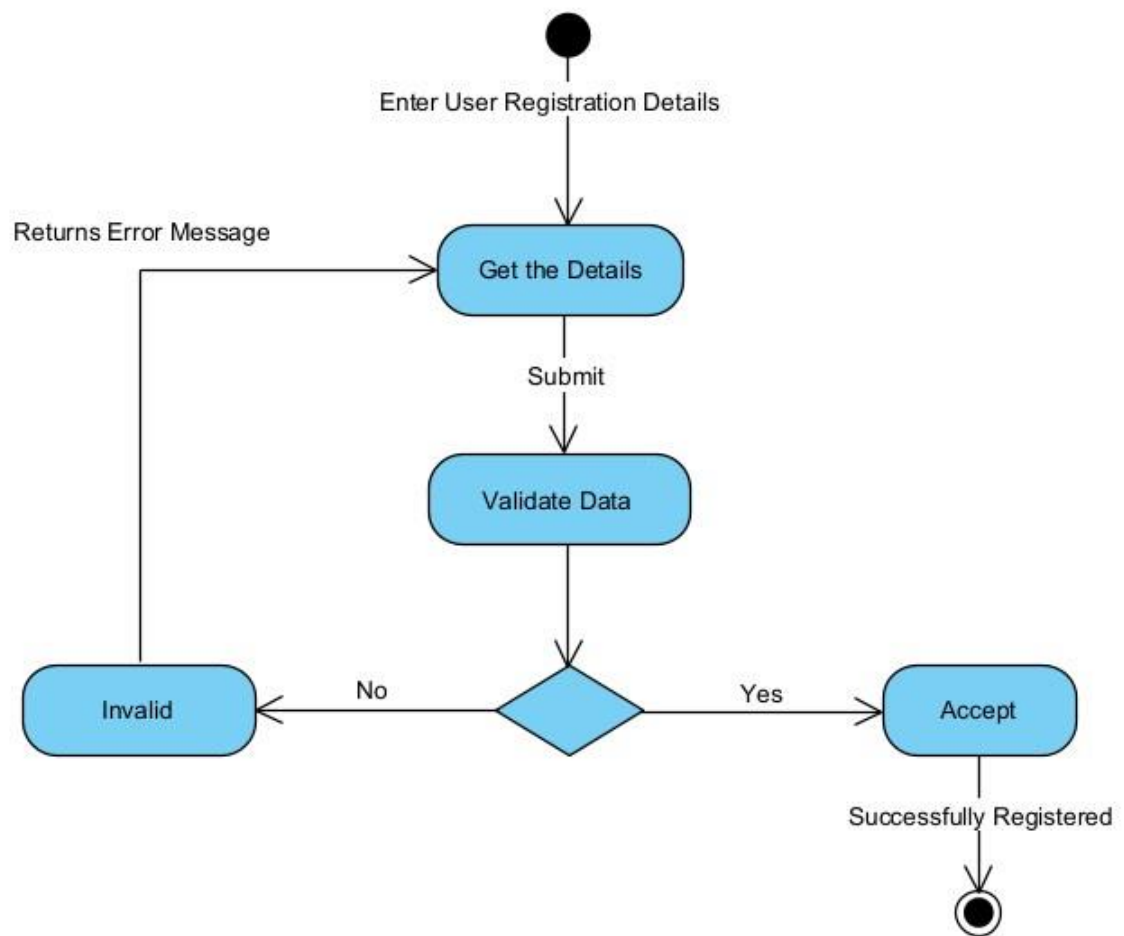 Enter User Registration Details
Returns Error Message
Get the Details
Submit
Validate Data
No
Yes
Invalid
Accept
Successfully Registered